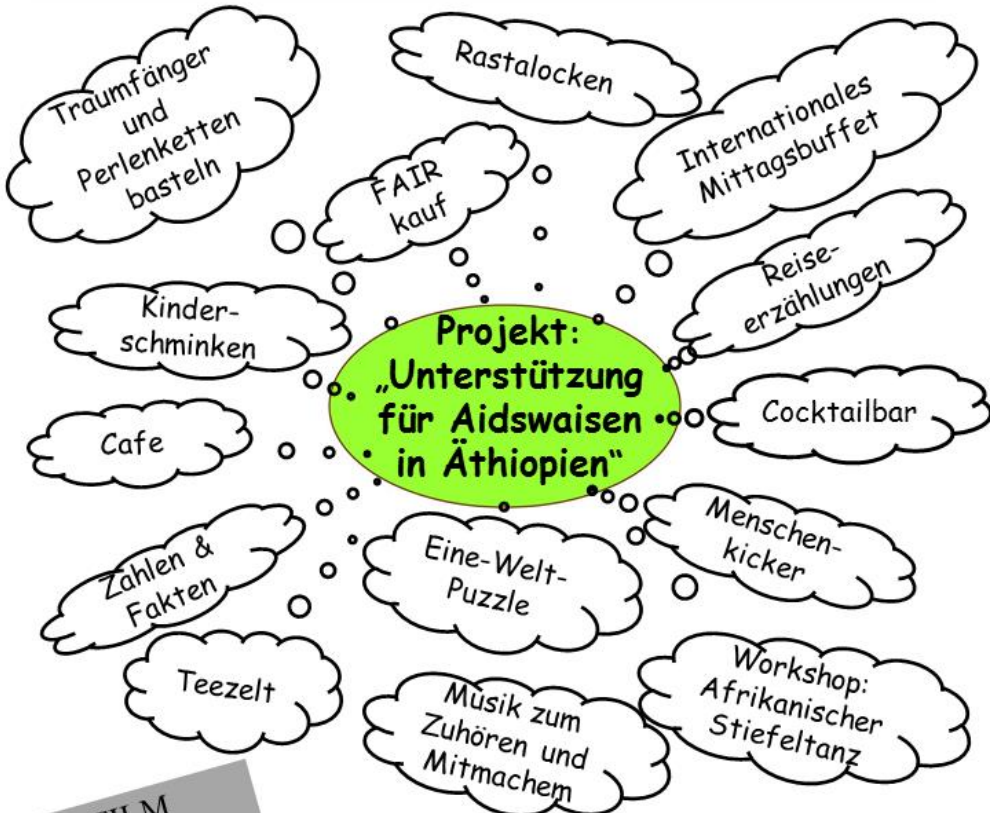 Traumfänger
und
Perlenketten
basteln
Rastalocken
Internationales
Mittagsbuffet
FAIR
kauf
Reise-
erzählungen
Kinder-
schminken
Projekt:
„Unterstützung
für Aidswaisen
in Äthiopien“
Cocktailbar
Cafe
Menschen-
kicker
Zahlen &
Fakten
Eine-Welt-
Puzzle
Teezelt
Musik zum
Zuhören und
Mitmachem
Workshop:
Afrikanischer
Stiefeltanz